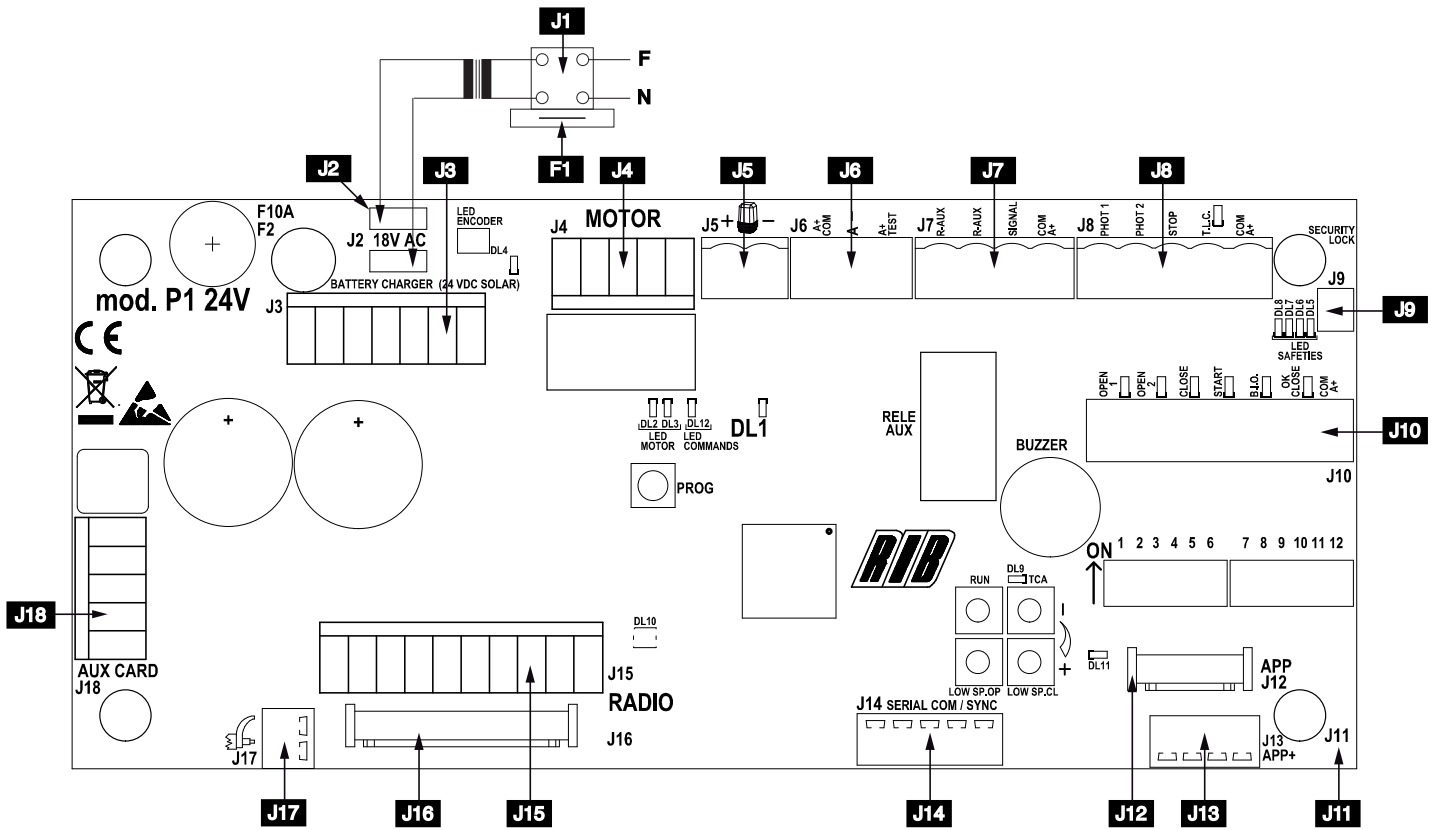 J1
F
N
F1
J2
J3
J4
J5
J6
J7
J8
F10A
F2
J2 18V AC
LED
ENCODER
DL4
BATTERY CHARGER (24 VDC SOLAR)
J3
mod. P1 24V
CE
MOTOR
J4
J5 + -
J6
A+
COM
A -
A+
TEST
J7
R-AUX
R-AUX
SIGNAL
COM
A+
J8
PHOT 1
PHOT 2
STOP
T.L.C.
COM
A+
SECURITY
LOCK
J9
J9
DL8
DL7
DL6
DL5
LED
SAFETIES
OPEN
1
OPEN
2
CLOSE
START
B.I.O.
OK
CLOSE
COM
A+
J10
J10
+
+
DL2 DL3
LED
MOTOR
DL12
LED
COMMANDS
DL1
RELE
AUX
BUZZER
PROG
RIB
ON
1 2 3 4 5 6 7 8 9 10 11 12
RUN
DL9
TCA
-
+
LOW SP.OP
LOW SP.CL
DL11
APP
J12
J18
AUX CARD
J18
DL10
J15
RADIO
J16
J17
J14 SERIAL COM / SYNC
J13
APP+
J11
J17
J16
J15
J14
J12
J13
J11